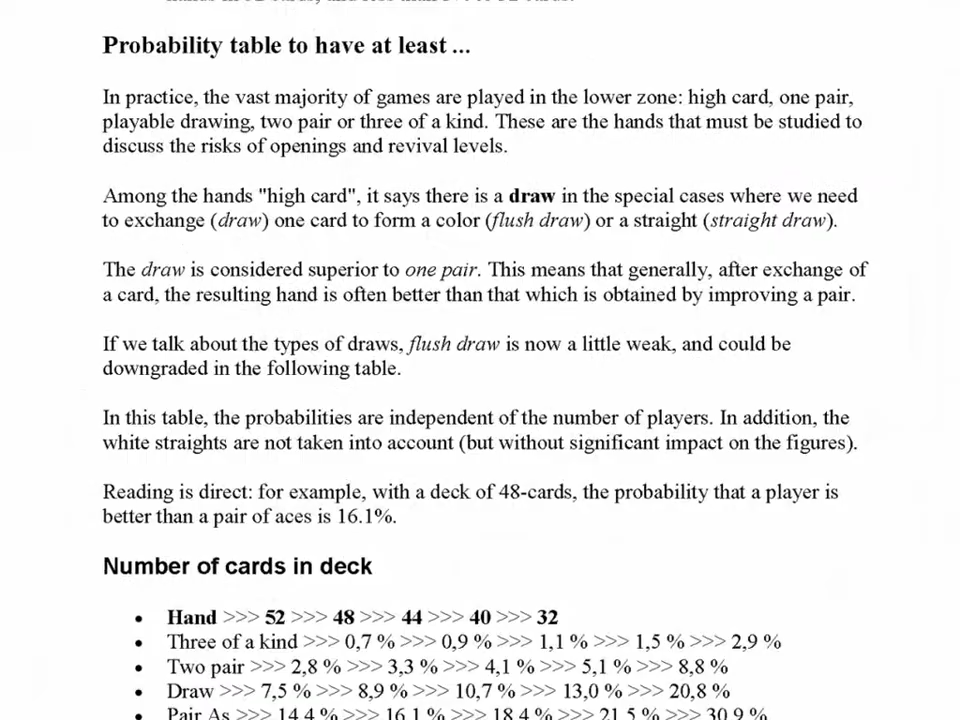 Probability table to have at least ...
In practice, the vast majority of games are played in the lower zone: high card, one pair,
playable drawing, two pair or three of a kind. These are the hands that must be studied to
discuss the risks of openings and revival levels.
Among the hands "high card", it says there is a draw in the special cases where we need
to exchange (draw) one card to form a color (flush draw) or a straight (straight draw).
The draw is considered superior to one pair. This means that generally, after exchange of
a card, the resulting hand is often better than that which is obtained by improving a pair.
If we talk about the types of draws, flush draw is now a little weak, and could be
downgraded in the following table.
In this table, the probabilities are independent of the number of players. In addition, the
white straights are not taken into account (but without significant impact on the figures).
Reading is direct: for example, with a deck of 48-cards, the probability that a player is
better than a pair of aces is 16.1%.
Number of cards in deck
• Hand >>> 52 >>> 48 >>> 44 >>> 40 >>> 32
• Three of a kind >>> 0,7 % >>> 0,9 % >>> 1,1 % >>> 1,5 % >>> 2,9 %
• Two pair >>> 2,8 % >>> 3,3 % >>> 4,1 % >>> 5,1 % >>> 8,8 %
• Draw >>> 7,5 % >>> 8,9 % >>> 10,7 % >>> 13,0 % >>> 20,8 %
• Pair As >>> 14,4 % >>> 16,1 % >>> 18,4 % >>> 21,5 % >>> 30,9 %